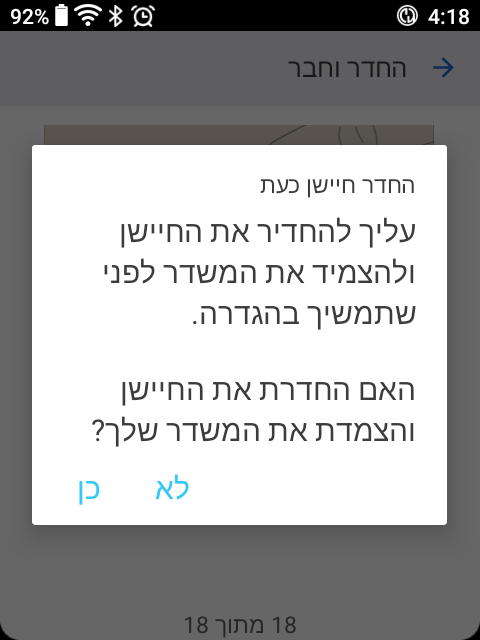 92% 4:18
החדר וחבר
החדר חיישן כעת
עליך להחדיר את החיישן
ולהצמיד את המשדר לפני
שתמשיך בהגדרה.
האם החדרת את החיישן
והצמדת את המשדר שלך?
לא
כן
18 מתוך 18